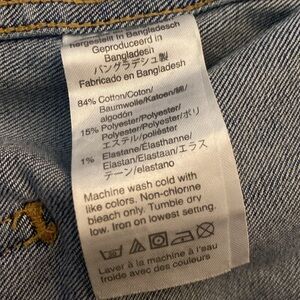 hergestellt in Bangladesch
Geproduceerd in
Bangladesh
バングラデシュ製
Fabricado en Bangladesh
84% Cotton/Coton/
Baumwolle/Katoen/綿/
algodón
15% Polyester/Polyester/
Polyester/Polyester/ポリ
エステル/poliéster
1% Elastane/Elasthanne/
Elastan/Elastaan/エラス
テーン/elastano
Machine wash cold with
like colors. Non-chlorine
bleach only. Tumble dry
low. Iron on lowest setting.
Laver à la machine à l'eau
froide avec des couleurs